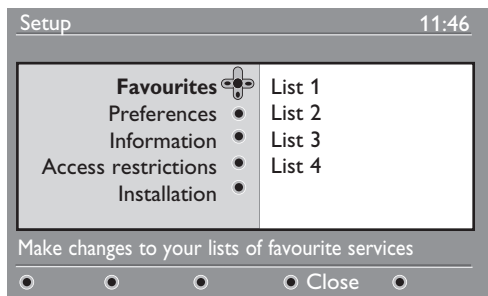 Setup 11:46
Favourites List 1
Preferences List 2
Information List 3
Access restrictions List 4
Installation
Make changes to your lists of favourite services
Close